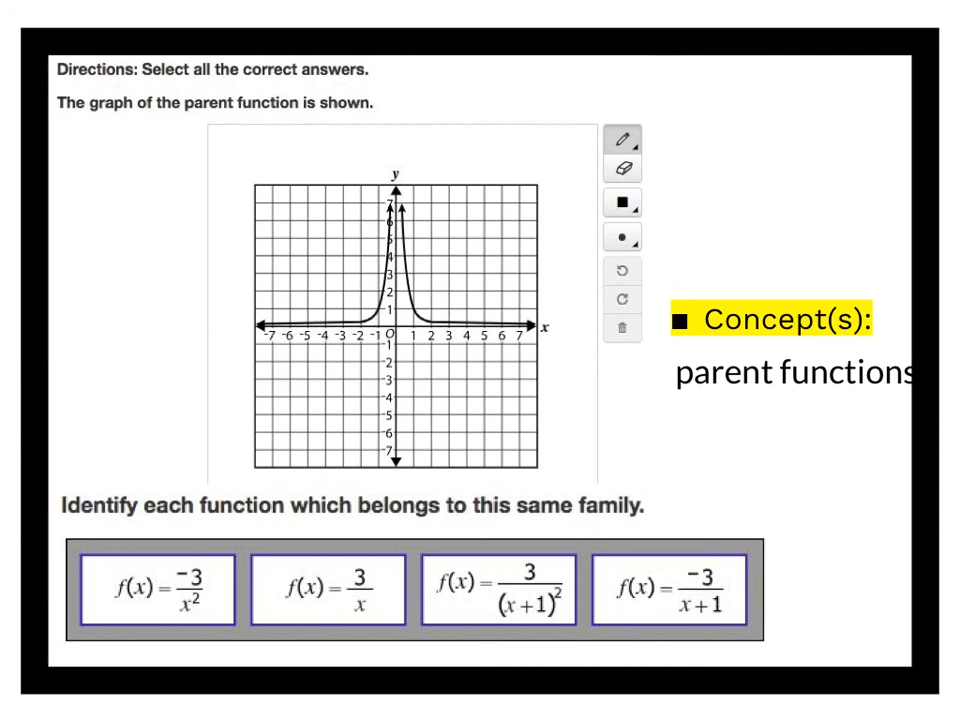 Directions: Select all the correct answers.
The graph of the parent function is shown.
y
7
6
5
4
3
2
1
-7 -6 -5 -4 -3 -2 -1 O 1 2 3 4 5 6 7 x
-1
-2
-3
-4
-5
-6
-7
■ Concept(s):
parent functions
Identify each function which belongs to this same family.
f(x) = -3/x² f(x) = 3/x f(x) = 3/(x+1)² f(x) = -3/x+1